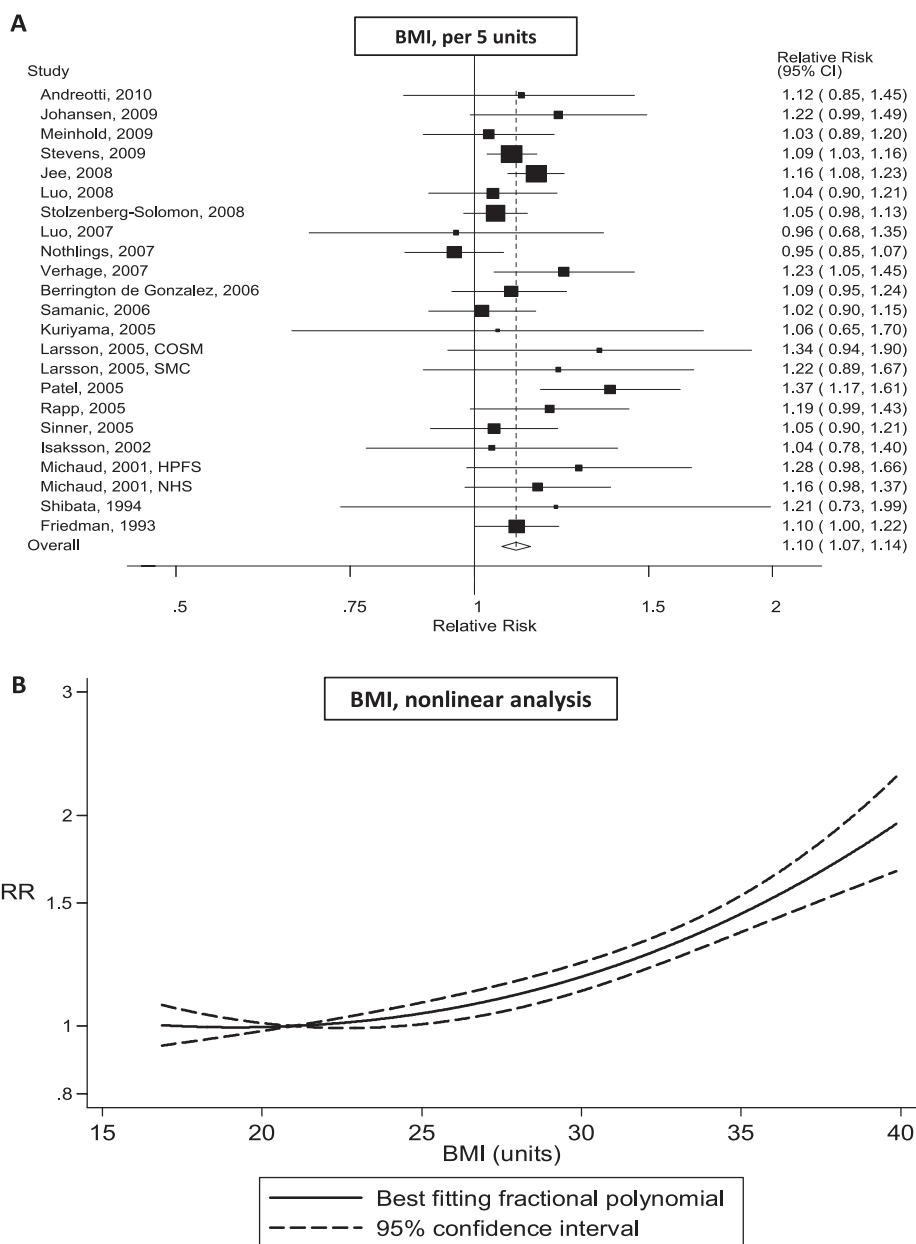 A
BMI, per 5 units
Study
Relative Risk
(95% CI)
Andreotti, 2010 1.12 ( 0.85, 1.45)
Johansen, 2009 1.22 ( 0.99, 1.49)
Meinhold, 2009 1.03 ( 0.89, 1.20)
Stevens, 2009 1.09 ( 1.03, 1.16)
Jee, 2008 1.16 ( 1.08, 1.23)
Luo, 2008 1.04 ( 0.90, 1.21)
Stolzenberg-Solomon, 2008 1.05 ( 0.98, 1.13)
Luo, 2007 0.96 ( 0.68, 1.35)
Nothlings, 2007 0.95 ( 0.85, 1.07)
Verhage, 2007 1.23 ( 1.05, 1.45)
Berrington de Gonzalez, 2006 1.09 ( 0.95, 1.24)
Samanic, 2006 1.02 ( 0.90, 1.15)
Kuriyama, 2005 1.06 ( 0.65, 1.70)
Larsson, 2005, COSM 1.34 ( 0.94, 1.90)
Larsson, 2005, SMC 1.22 ( 0.89, 1.67)
Patel, 2005 1.37 ( 1.17, 1.61)
Rapp, 2005 1.19 ( 0.99, 1.43)
Sinner, 2005 1.05 ( 0.90, 1.21)
Isaksson, 2002 1.04 ( 0.78, 1.40)
Michaud, 2001, HPFS 1.28 ( 0.98, 1.66)
Michaud, 2001, NHS 1.16 ( 0.98, 1.37)
Shibata, 1994 1.21 ( 0.73, 1.99)
Friedman, 1993 1.10 ( 1.00, 1.22)
Overall 1.10 ( 1.07, 1.14)
.5 .75 1 1.5 2
Relative Risk
B
BMI, nonlinear analysis
3
2
1.5
RR
1
.8
15 20 25 30 35 40
BMI (units)
Best fitting fractional polynomial
95% confidence interval